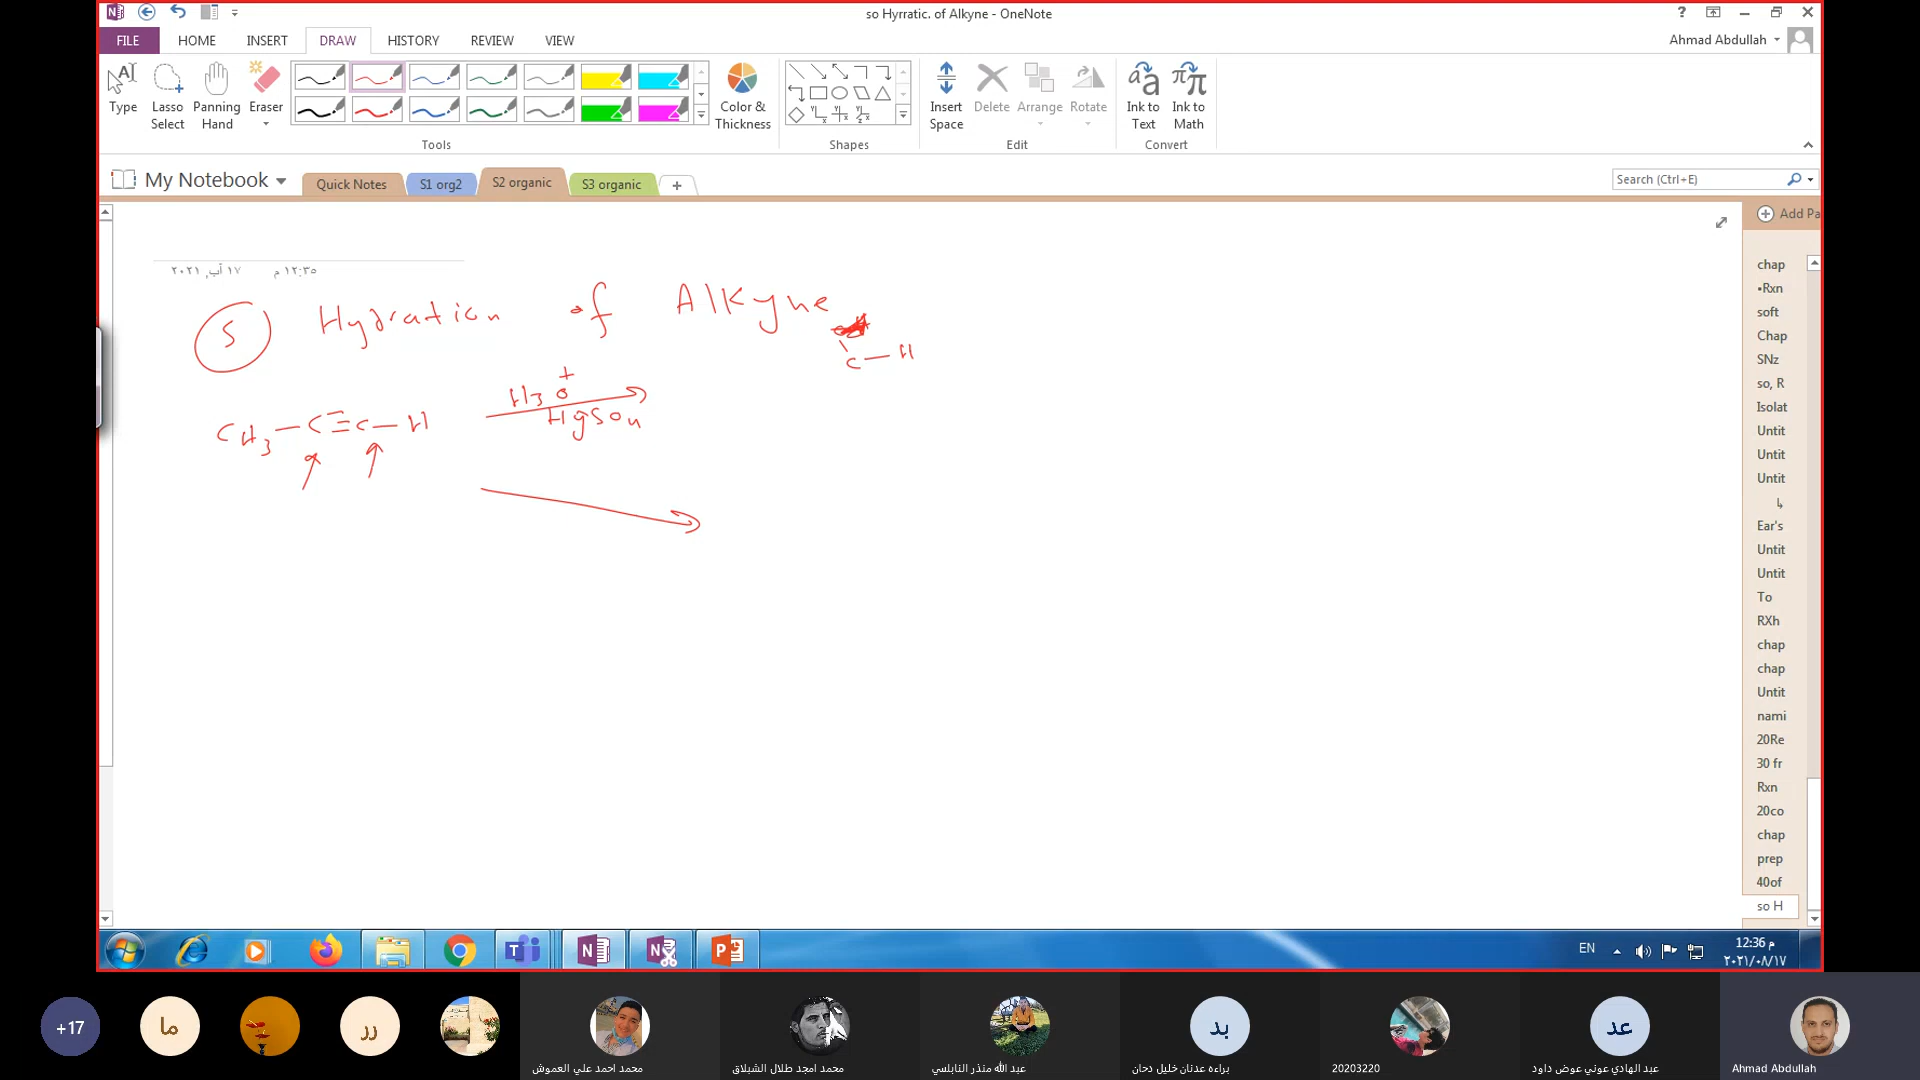 so Hyrratic. of Alkyne - OneNote
FILE HOME INSERT DRAW HISTORY REVIEW VIEW
Ahmad Abdullah
Type
Lasso Select
Panning Hand
Eraser
Color & Thickness
Insert Space
Delete
Arrange
Rotate
Ink to Text
Ink to Math
Tools
Shapes
Edit
Convert
My Notebook
Quick Notes
S1 org2
S2 organic
S3 organic
Search (Ctrl+E)
Add Pa
١٧ آب, ٢٠٢١ ١٢:٣٥ م
5 Hydration of Alkyne
C-H
H3O+
CH3-C≡C-H
HgSO4
chap
•Rxn
soft
Chap
SNz
so, R
Isolat
Untit
Untit
Untit
Ear's
Untit
Untit
To
RXh
chap
chap
Untit
nami
20Re
30 fr
Rxn
20co
chap
prep
40of
so H
EN
12:36 م
٢٠٢١/٠٨/١٧
+17
ما
رر
محمد احمد علي العموش
محمد امجد طلال الشبلاق
عبد الله منذر النابلسي
بد
براءه عدنان خليل دحان
20203220
عد
عبد الهادي عوني عوض داود
Ahmad Abdullah